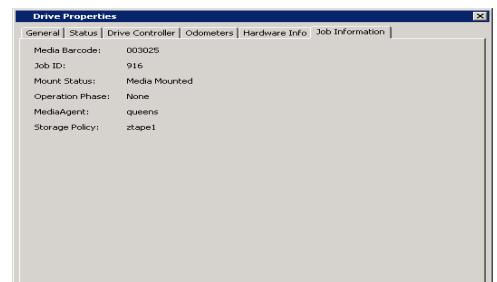 Drive Properties
General Status Drive Controller Odometers Hardware Info Job Information
Media Barcode: 003025
Job ID: 916
Mount Status: Media Mounted
Operation Phase: None
MediaAgent: queens
Storage Policy: ztape1